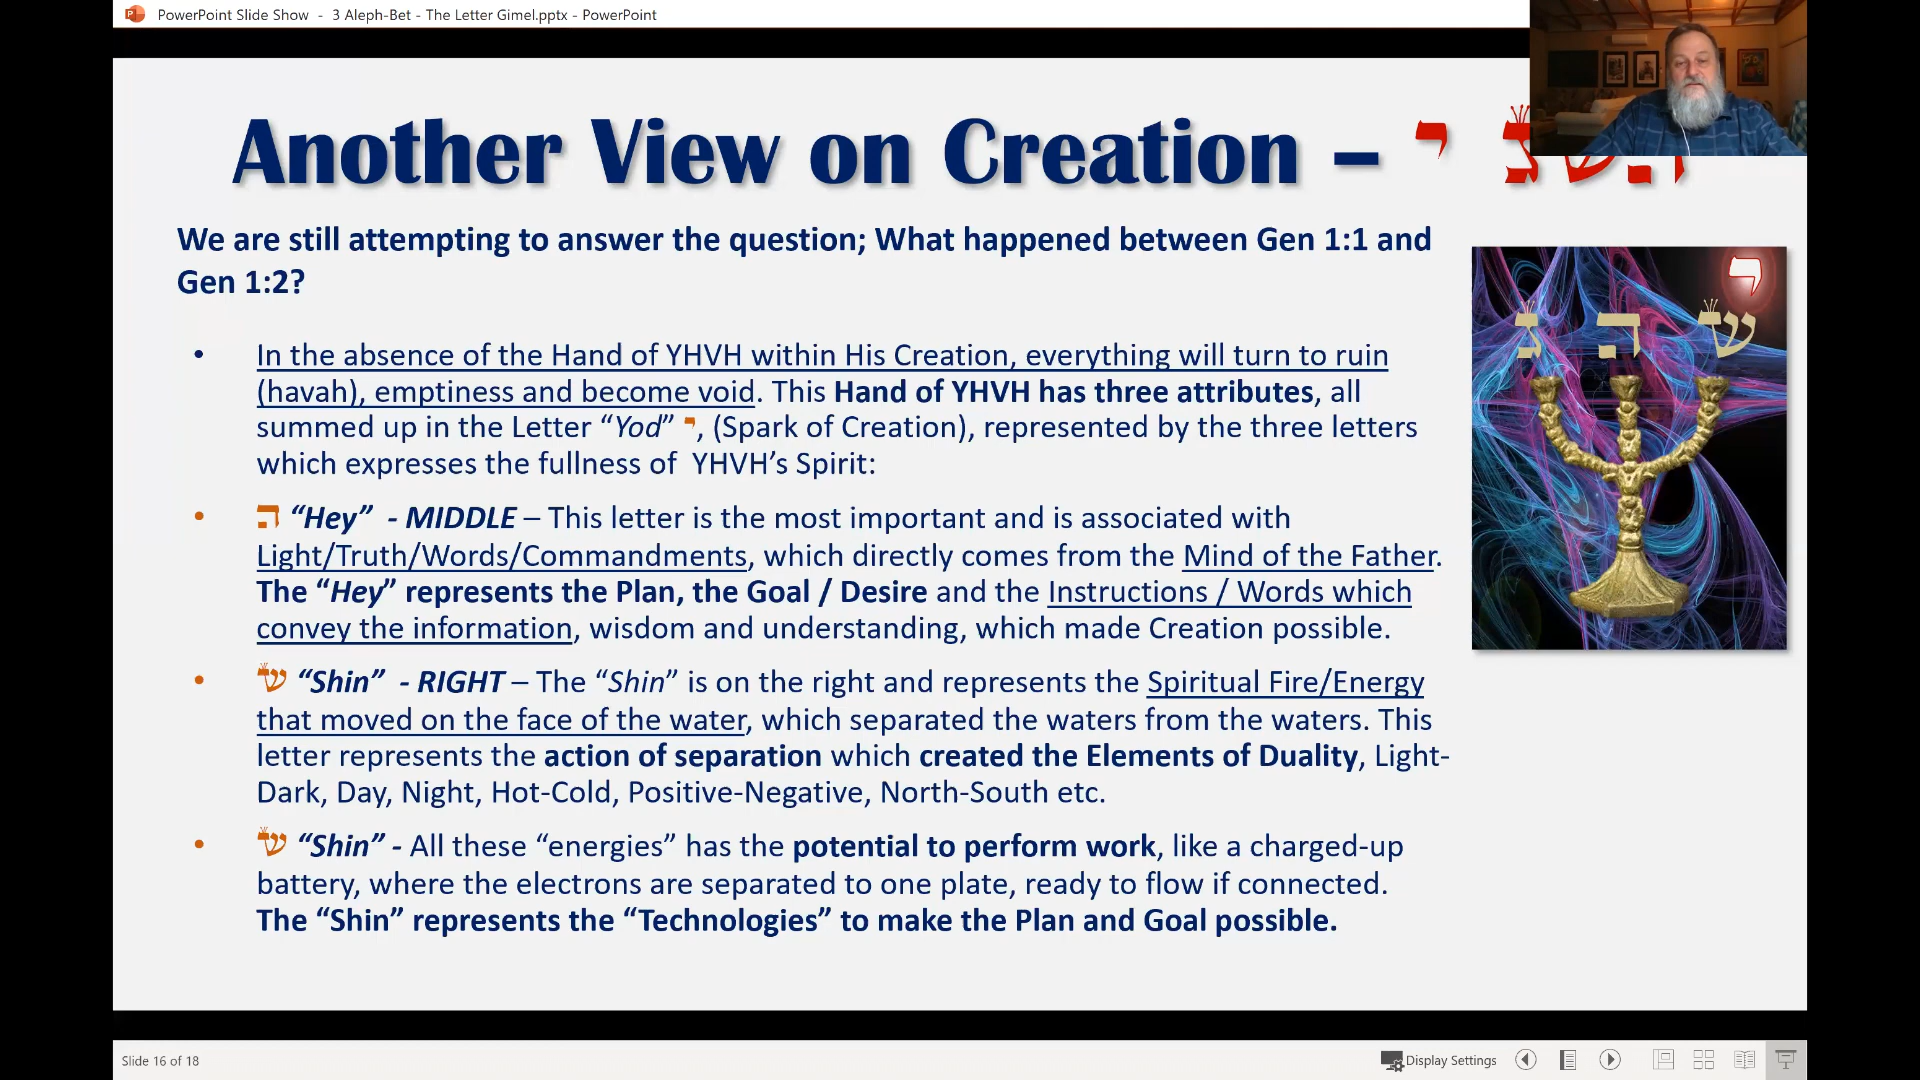 PowerPoint Slide Show - 3 Aleph-Bet - The Letter Gimel.pptx - PowerPoint
Another View on Creation – י
We are still attempting to answer the question; What happened between Gen 1:1 and
Gen 1:2?
• In the absence of the Hand of YHVH within His Creation, everything will turn to ruin
(havah), emptiness and become void. This Hand of YHVH has three attributes, all
summed up in the Letter “Yod” י, (Spark of Creation), represented by the three letters
which expresses the fullness of YHVH’s Spirit:
• ה “Hey” - MIDDLE – This letter is the most important and is associated with
Light/Truth/Words/Commandments, which directly comes from the Mind of the Father.
The “Hey” represents the Plan, the Goal / Desire and the Instructions / Words which
convey the information, wisdom and understanding, which made Creation possible.
• ש “Shin” - RIGHT – The “Shin” is on the right and represents the Spiritual Fire/Energy
that moved on the face of the water, which separated the waters from the waters. This
letter represents the action of separation which created the Elements of Duality, Light-
Dark, Day, Night, Hot-Cold, Positive-Negative, North-South etc.
• ש “Shin” - All these “energies” has the potential to perform work, like a charged-up
battery, where the electrons are separated to one plate, ready to flow if connected.
The “Shin” represents the “Technologies” to make the Plan and Goal possible.
י
ש ה ג
Slide 16 of 18
Display Settings